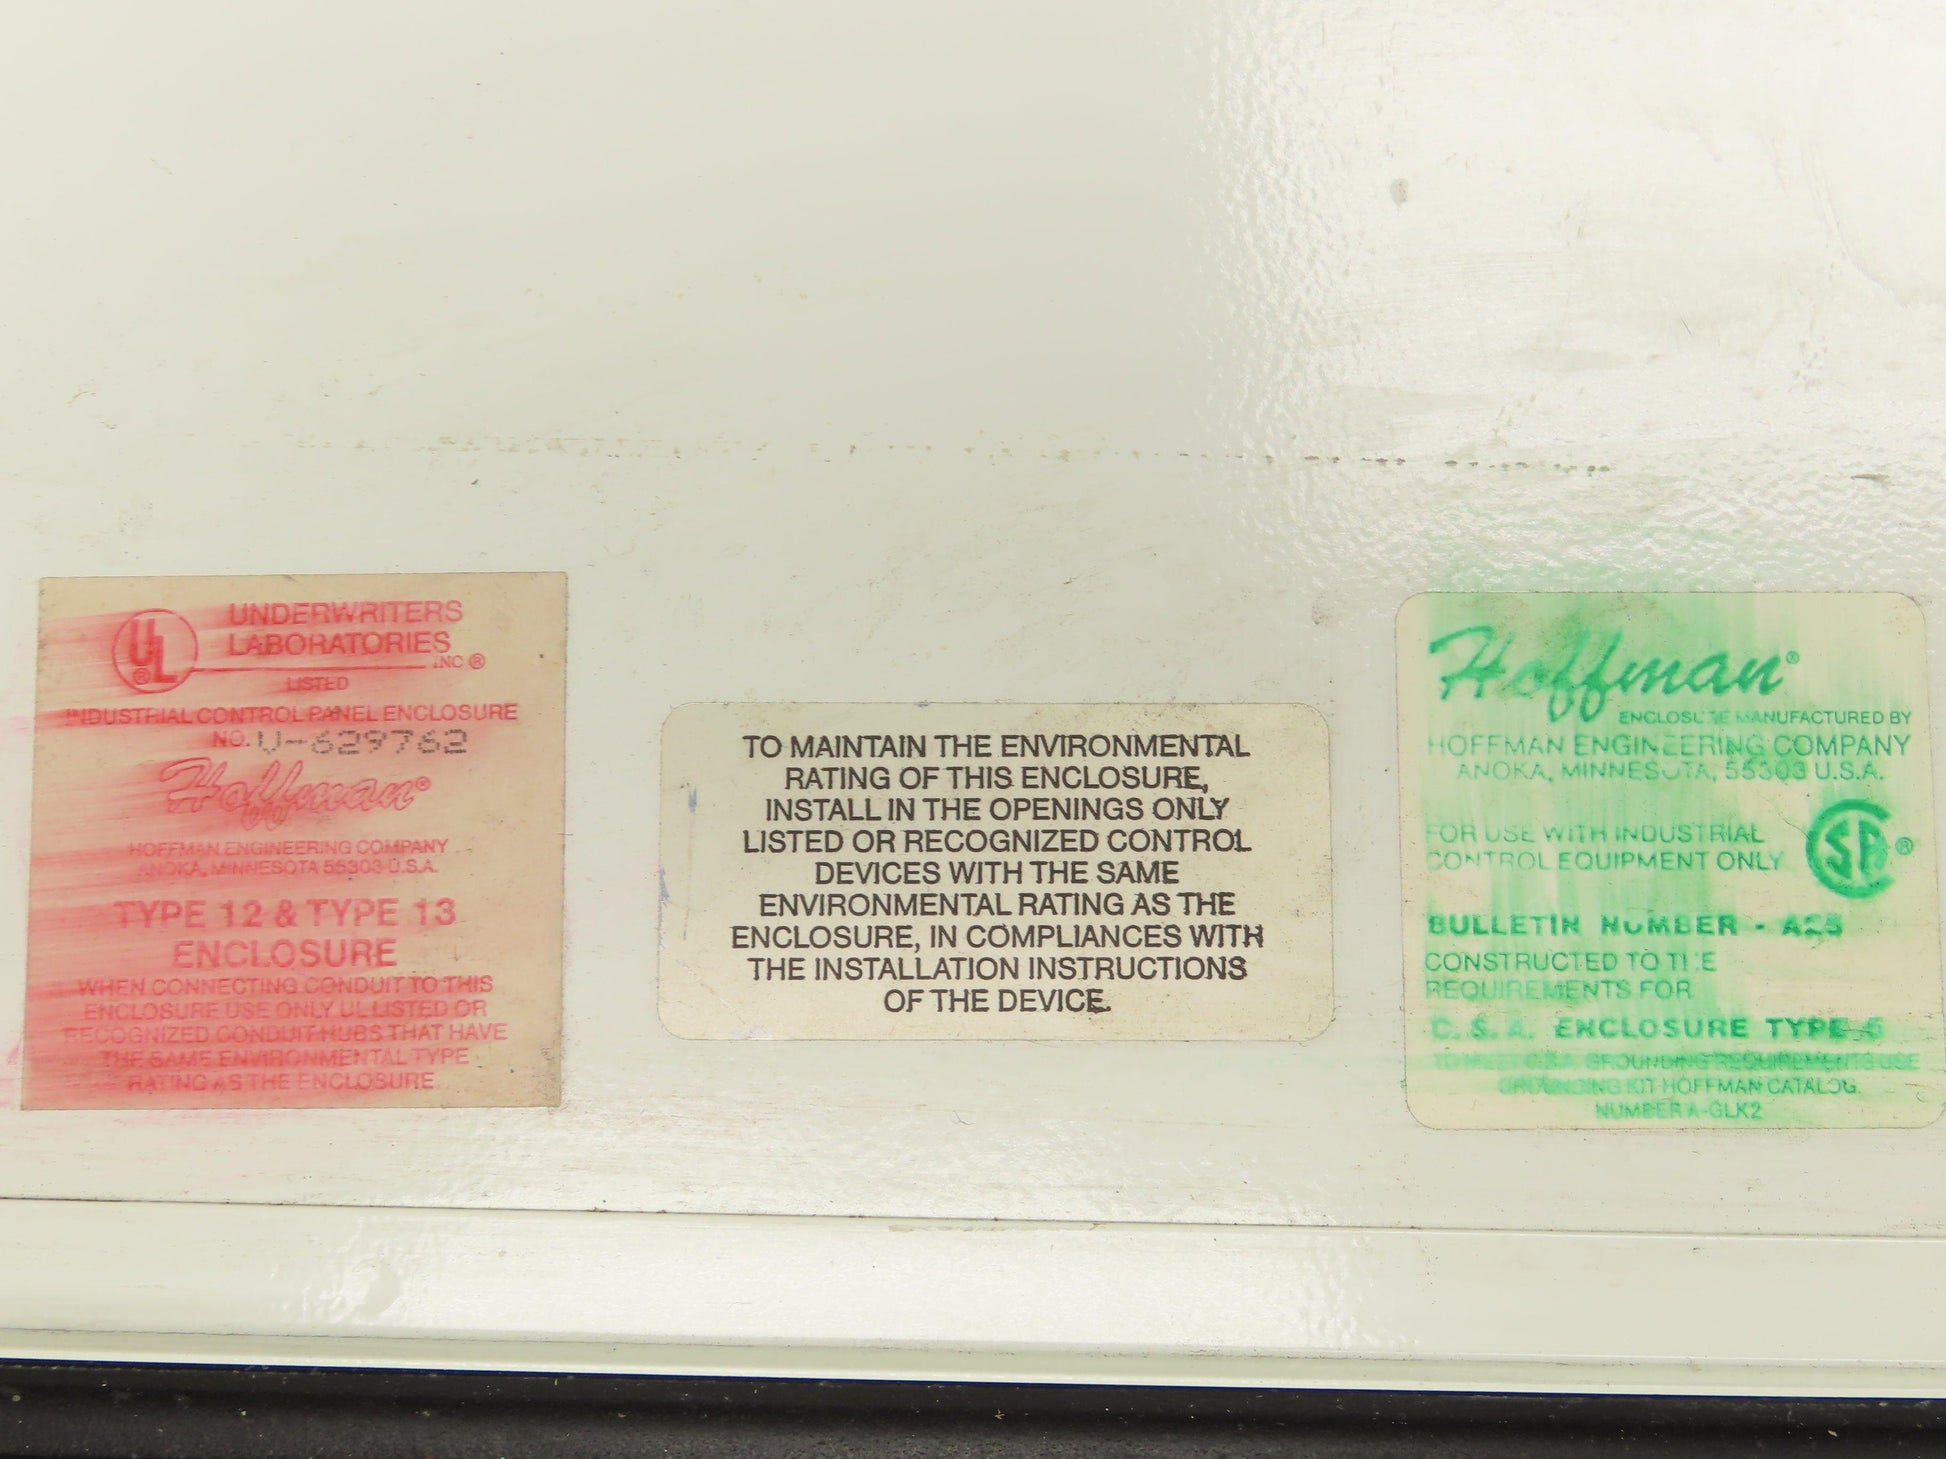 UL®
UNDERWRITERS
LABORATORIES
INC®
LISTED
INDUSTRIAL CONTROL PANEL ENCLOSURE
NO. U-629762
Hoffman®
HOFFMAN ENGINEERING COMPANY
ANOKA, MINNESOTA 55303 U.S.A.
TYPE 12 & TYPE 13
ENCLOSURE
WHEN CONNECTING CONDUIT TO THIS
ENCLOSURE USE ONLY UL LISTED OR
RECOGNIZED CONDUIT HUBS THAT HAVE
THE SAME ENVIRONMENTAL TYPE
RATING AS THE ENCLOSURE
TO MAINTAIN THE ENVIRONMENTAL
RATING OF THIS ENCLOSURE,
INSTALL IN THE OPENINGS ONLY
LISTED OR RECOGNIZED CONTROL
DEVICES WITH THE SAME
ENVIRONMENTAL RATING AS THE
ENCLOSURE, IN COMPLIANCES WITH
THE INSTALLATION INSTRUCTIONS
OF THE DEVICE.
Hoffman®
ENCLOSURE MANUFACTURED BY
HOFFMAN ENGINEERING COMPANY
ANOKA, MINNESOTA, 55303 U.S.A.
FOR USE WITH INDUSTRIAL
CONTROL EQUIPMENT ONLY
SA®
BULLETIN NUMBER - A25
CONSTRUCTED TO THE
REQUIREMENTS FOR
C. S. A. ENCLOSURE TYPE 5
TO MEET C.S.A. GROUNDING REQUIREMENTS USE
GROUNDING KIT HOFFMAN CATALOG
NUMBER A-GLK2